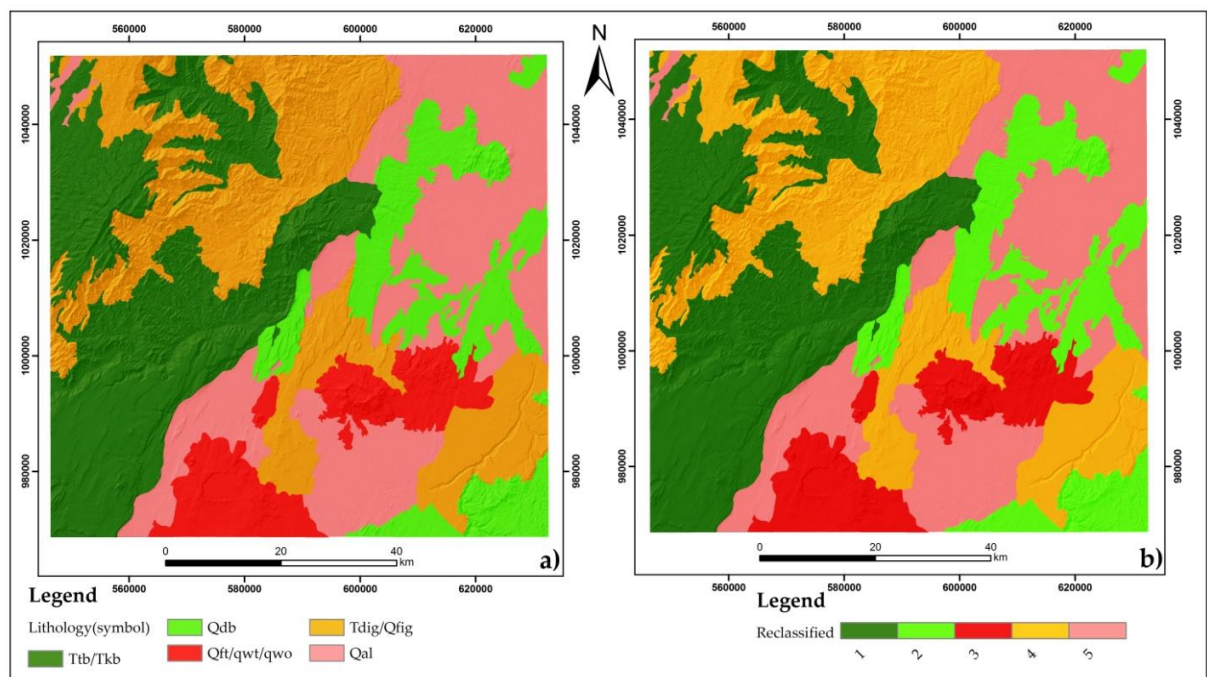 560000 580000 600000 620000
N
560000 580000 600000 620000
1040000 1040000
1040000 1040000
1020000 1020000
1020000 1020000
1000000 1000000
1000000 1000000
980000 980000
980000 980000
0 20 40
km
a)
0 20 40
km
b)
560000 580000 600000 620000
560000 580000 600000 620000
Legend
Lithology(symbol)
Ttb/Tkb
Qdb
Qft/qwt/qwo
Tdig/Qfig
Qal
Legend
Reclassified
1 2 3 4 5